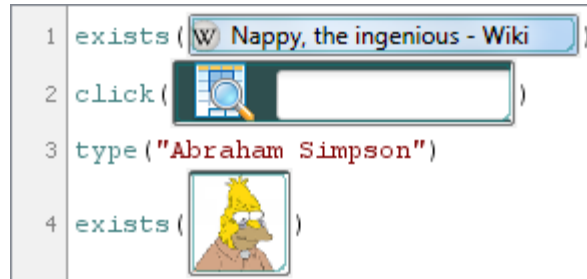 1 exists( W Nappy, the ingenious - Wiki )
2 click( )
3 type("Abraham Simpson")
4 exists( )